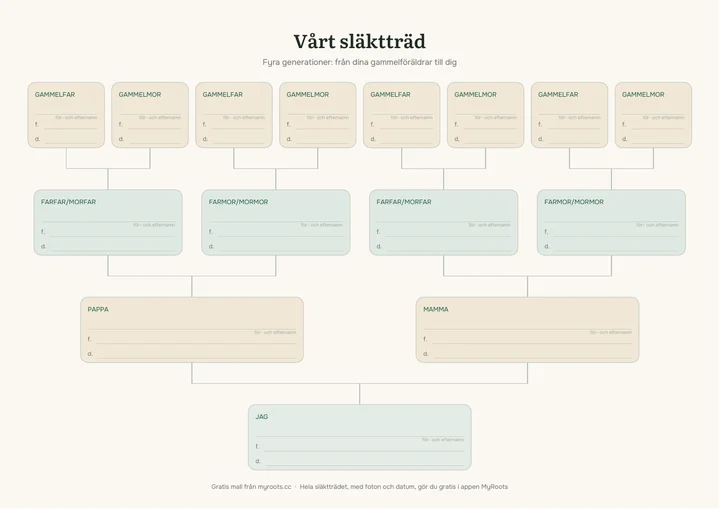 Vårt släktträd
Fyra generationer: från dina gammelföräldrar till dig
GAMMELFAR GAMMELMOR GAMMELFAR GAMMELMOR GAMMELFAR GAMMELMOR GAMMELFAR GAMMELMOR
för- och efternamn för- och efternamn för- och efternamn för- och efternamn för- och efternamn för- och efternamn för- och efternamn för- och efternamn
f. f. f. f. f. f. f. f.
d. d. d. d. d. d. d. d.
FARFAR/MORFAR FARMOR/MORMOR FARFAR/MORFAR FARMOR/MORMOR
för- och efternamn för- och efternamn för- och efternamn för- och efternamn
f. f. f. f.
d. d. d. d.
PAPPA MAMMA
för- och efternamn för- och efternamn
f. f.
d. d.
JAG
för- och efternamn
f.
d.
Gratis mall från myroots.cc · Hela släktträdet, med foton och datum, gör du gratis i appen MyRoots